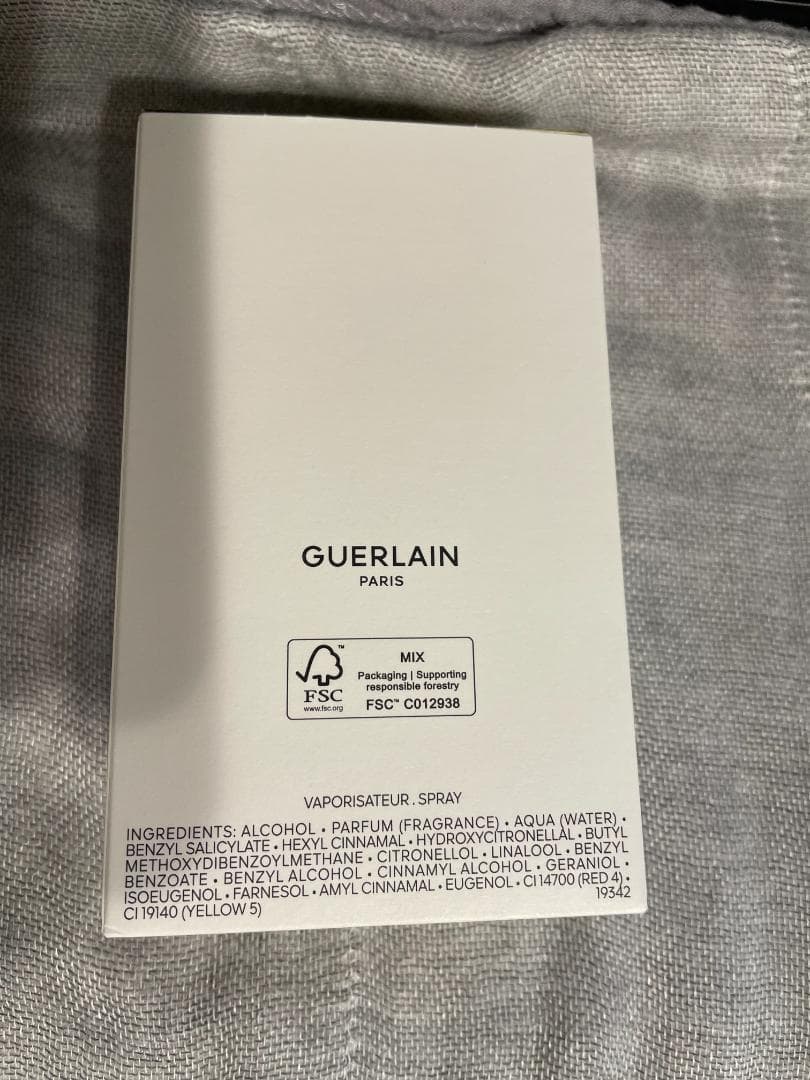 GUERLAIN
PARIS
FSC
www.fsc.org
™
MIX
Packaging | Supporting
responsible forestry
FSC™ C012938
VAPORISATEUR . SPRAY
INGREDIENTS: ALCOHOL • PARFUM (FRAGRANCE) • AQUA (WATER) •
BENZYL SALICYLATE • HEXYL CINNAMAL • HYDROXYCITRONELLAL • BUTYL
METHOXYDIBENZOYLMETHANE • CITRONELLOL • LINALOOL • BENZYL
BENZOATE • BENZYL ALCOHOL • CINNAMYL ALCOHOL • GERANIOL •
ISOEUGENOL • FARNESOL • AMYL CINNAMAL • EUGENOL • CI 14700 (RED 4) •
CI 19140 (YELLOW 5)
19342